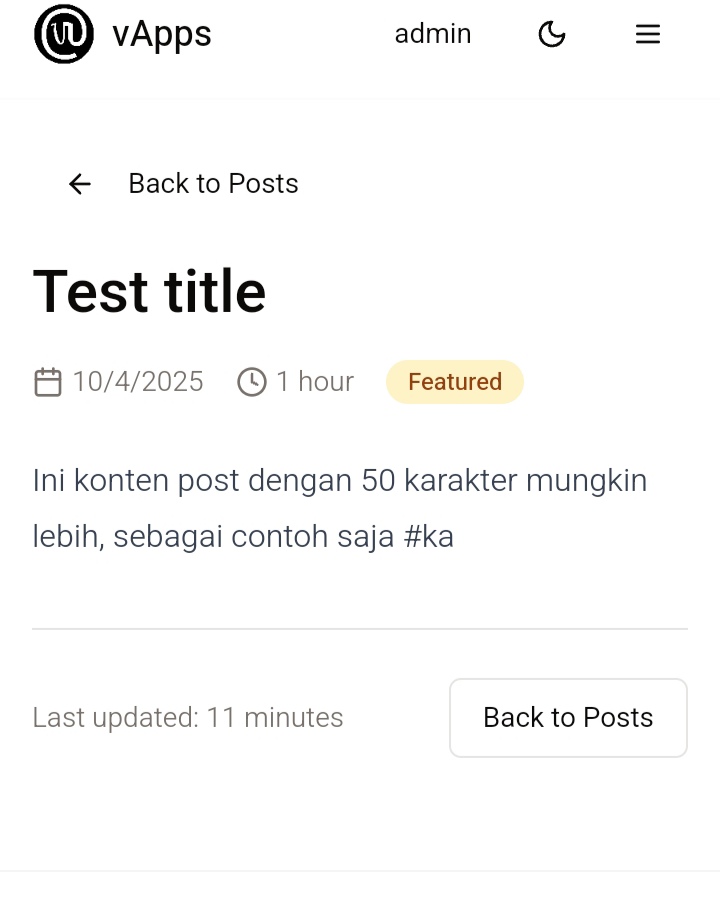 vApps
admin
Back to Posts
Test title
10/4/2025
1 hour
Featured
Ini konten post dengan 50 karakter mungkin
lebih, sebagai contoh saja #ka
Last updated: 11 minutes
Back to Posts